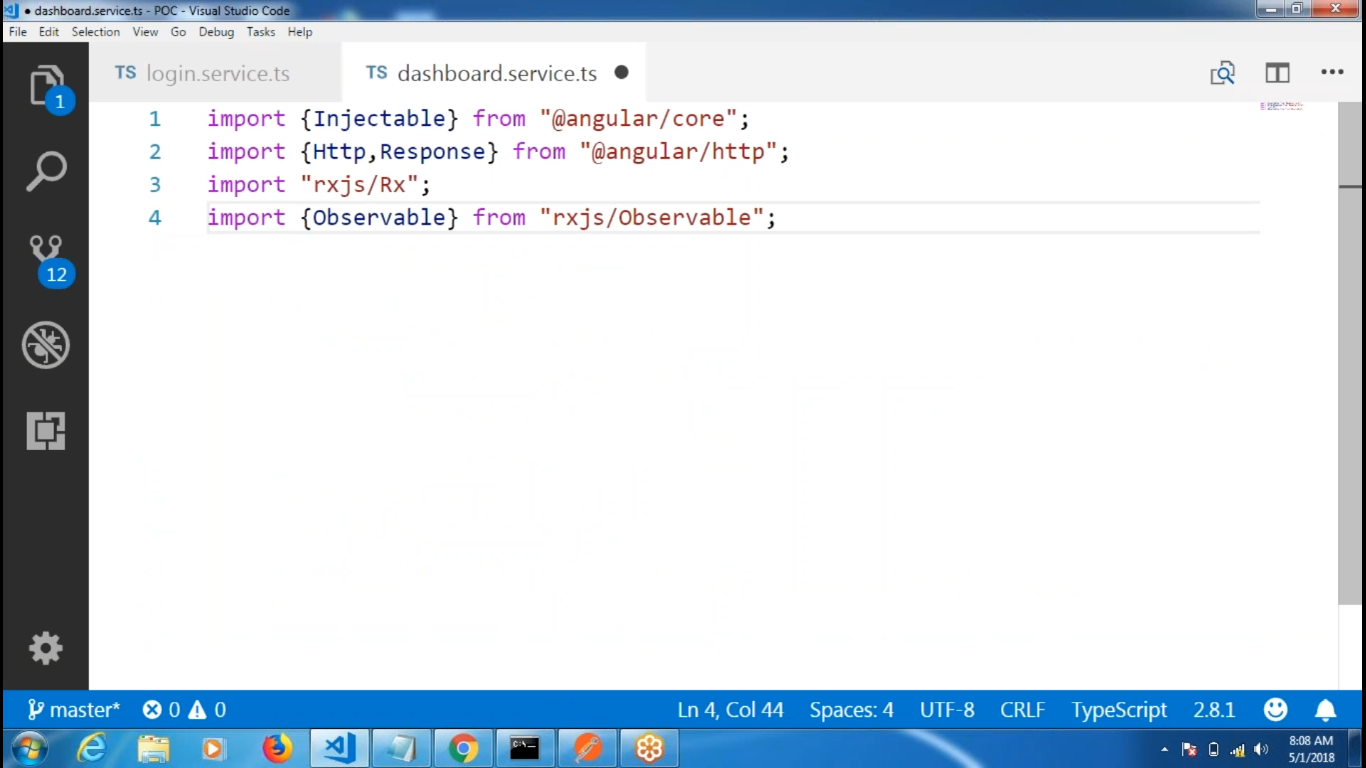 dashboard.service.ts - POC - Visual Studio Code
File Edit Selection View Go Debug Tasks Help
TS login.service.ts TS dashboard.service.ts
1 import {Injectable} from "@angular/core";
2 import {Http,Response} from "@angular/http";
3 import "rxjs/Rx";
4 import {Observable} from "rxjs/Observable";
1
12
master* 0 0 Ln 4, Col 44 Spaces: 4 UTF-8 CRLF TypeScript 2.8.1
8:08 AM
5/1/2018